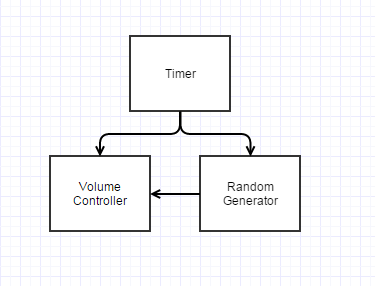 Timer
Volume
Controller
Random
Generator